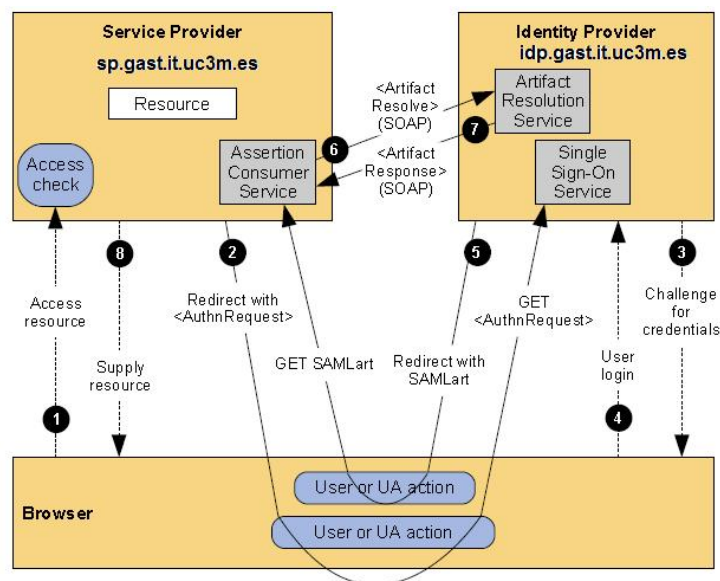 Service Provider
sp.gast.it.uc3m.es
Resource
Access
check
Assertion
Consumer
Service
Identity Provider
idp.gast.it.uc3m.es
Artifact
Resolution
Service
Single
Sign-On
Service
<Artifact
Resolve>
(SOAP)
6
7
<Artifact
Response>
(SOAP)
8
2
5
3
Access
resource
Redirect with
<AuthnRequest>
GET
<AuthnRequest>
Challenge
for
credentials
Supply
resource
GET SAMLart
Redirect with
SAMLart
User
login
1
4
Browser
User or UA action
User or UA action